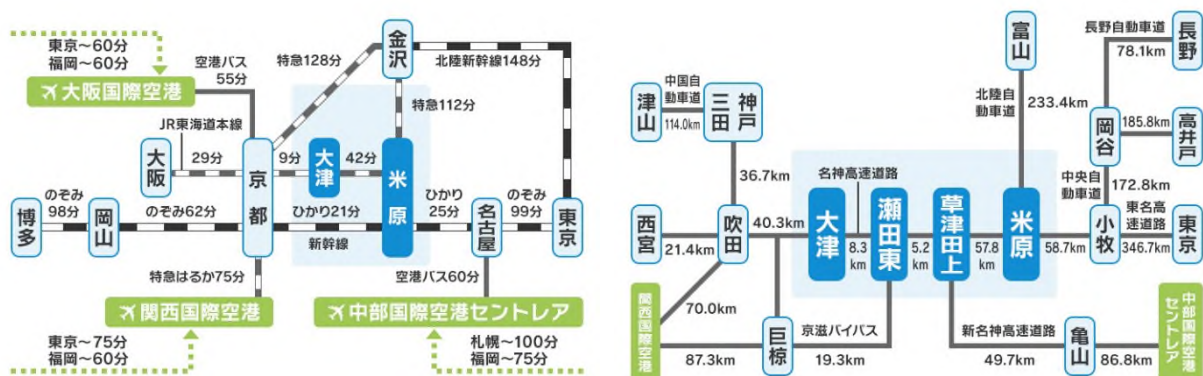 東京〜60分
福岡〜60分
大阪国際空港
空港バス
55分
JR東海道本線
特急128分
金沢
北陸新幹線148分
特急112分
大阪
29分
京都
9分
大津
42分
米原
のぞみ
98分
博多
岡山
のぞみ62分
ひかり21分
新幹線
ひかり
25分
名古屋
のぞみ
99分
東京
特急はるか75分
空港バス60分
関西国際空港
中部国際空港セントレア
東京〜75分
福岡〜60分
札幌〜100分
福岡〜75分
富山
長野自動車道
78.1km
長野
中国自
動車道
津山
114.0km
神戸
三田
北陸自
動車道
233.4km
岡谷
185.8km
高井戸
36.7km
名神高速道路
中央自
動車道
172.8km
東名高
速道路
西宮
21.4km
吹田
40.3km
大津
8.3
km
瀬田東
5.2
km
草津田上
57.8
km
米原
58.7km
小牧
346.7km
東京
関西国際空港
70.0km
87.3km
巨椋
京滋バイパス
19.3km
新名神高速道路
49.7km
亀山
86.8km
中部国際空港
セントレア